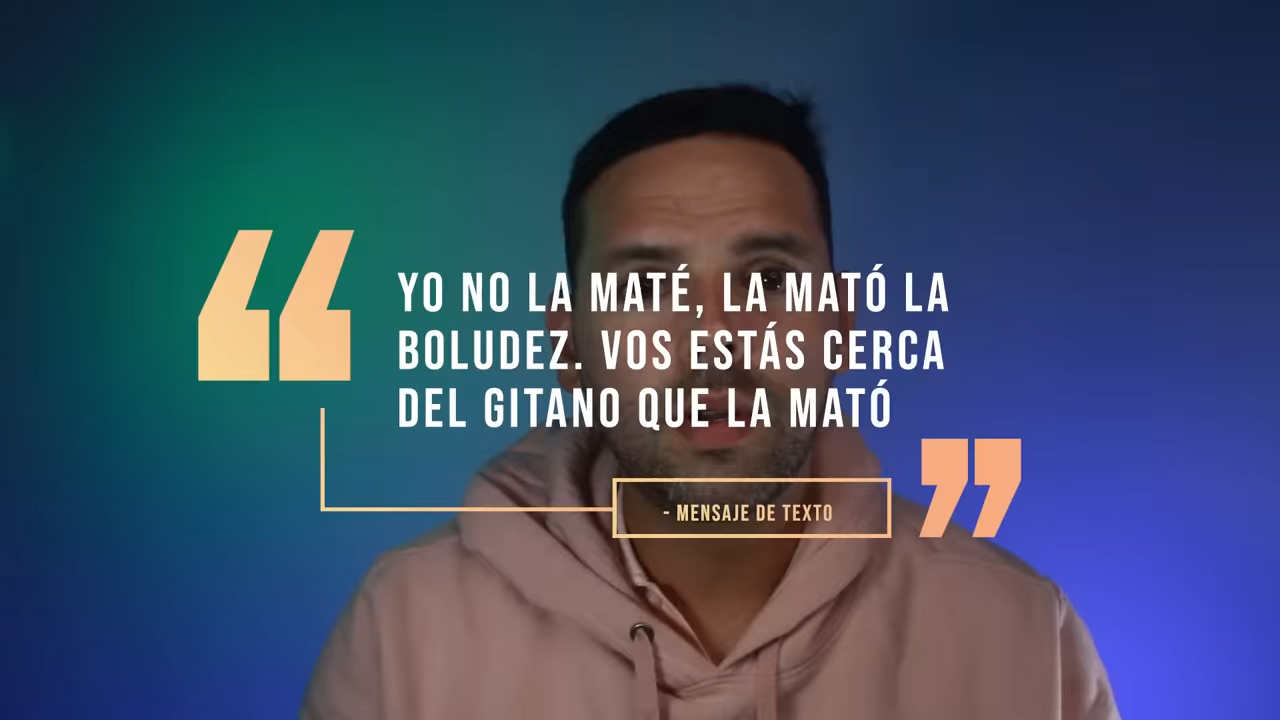 YO NO LA MATÉ, LA MATÓ LA
BOLUDEZ. VOS ESTÁS CERCA
DEL GITANO QUE LA MATÓ
- MENSAJE DE TEXTO